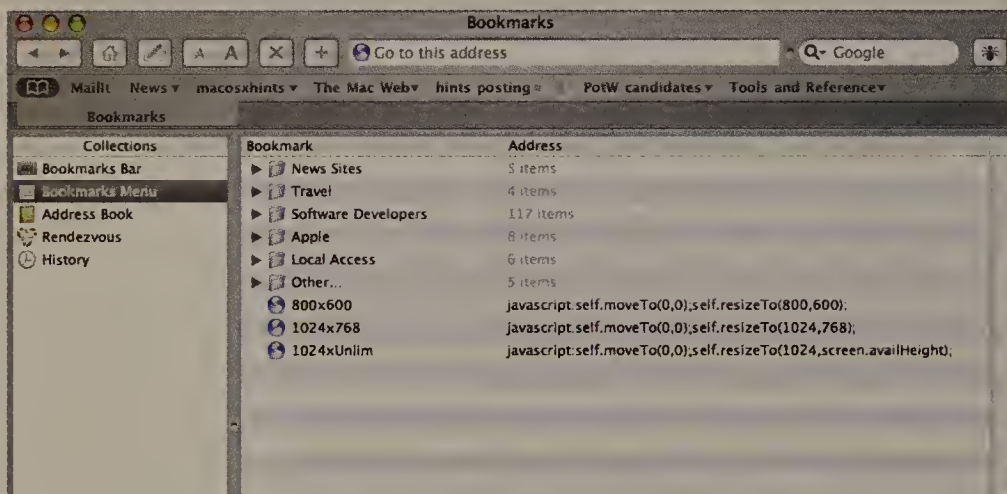 Bookmarks
A A Go to this address Q Google
MailIt News macosxhints The Mac Web hints posting PotW candidates Tools and Reference
Bookmarks
Collections Bookmark Address
Bookmarks Bar News Sites 5 items
Bookmarks Menu Travel 4 items
Address Book Software Developers 117 items
Rendezvous Apple 8 items
History Local Access 6 items
Other... 5 items
800x600 javascript:self.moveTo(0,0);self.resizeTo(800,600);
1024x768 javascript:self.moveTo(0,0);self.resizeTo(1024,768);
1024xUnlim javascript:self.moveTo(0,0);self.resizeTo(1024,screen.availHeight);